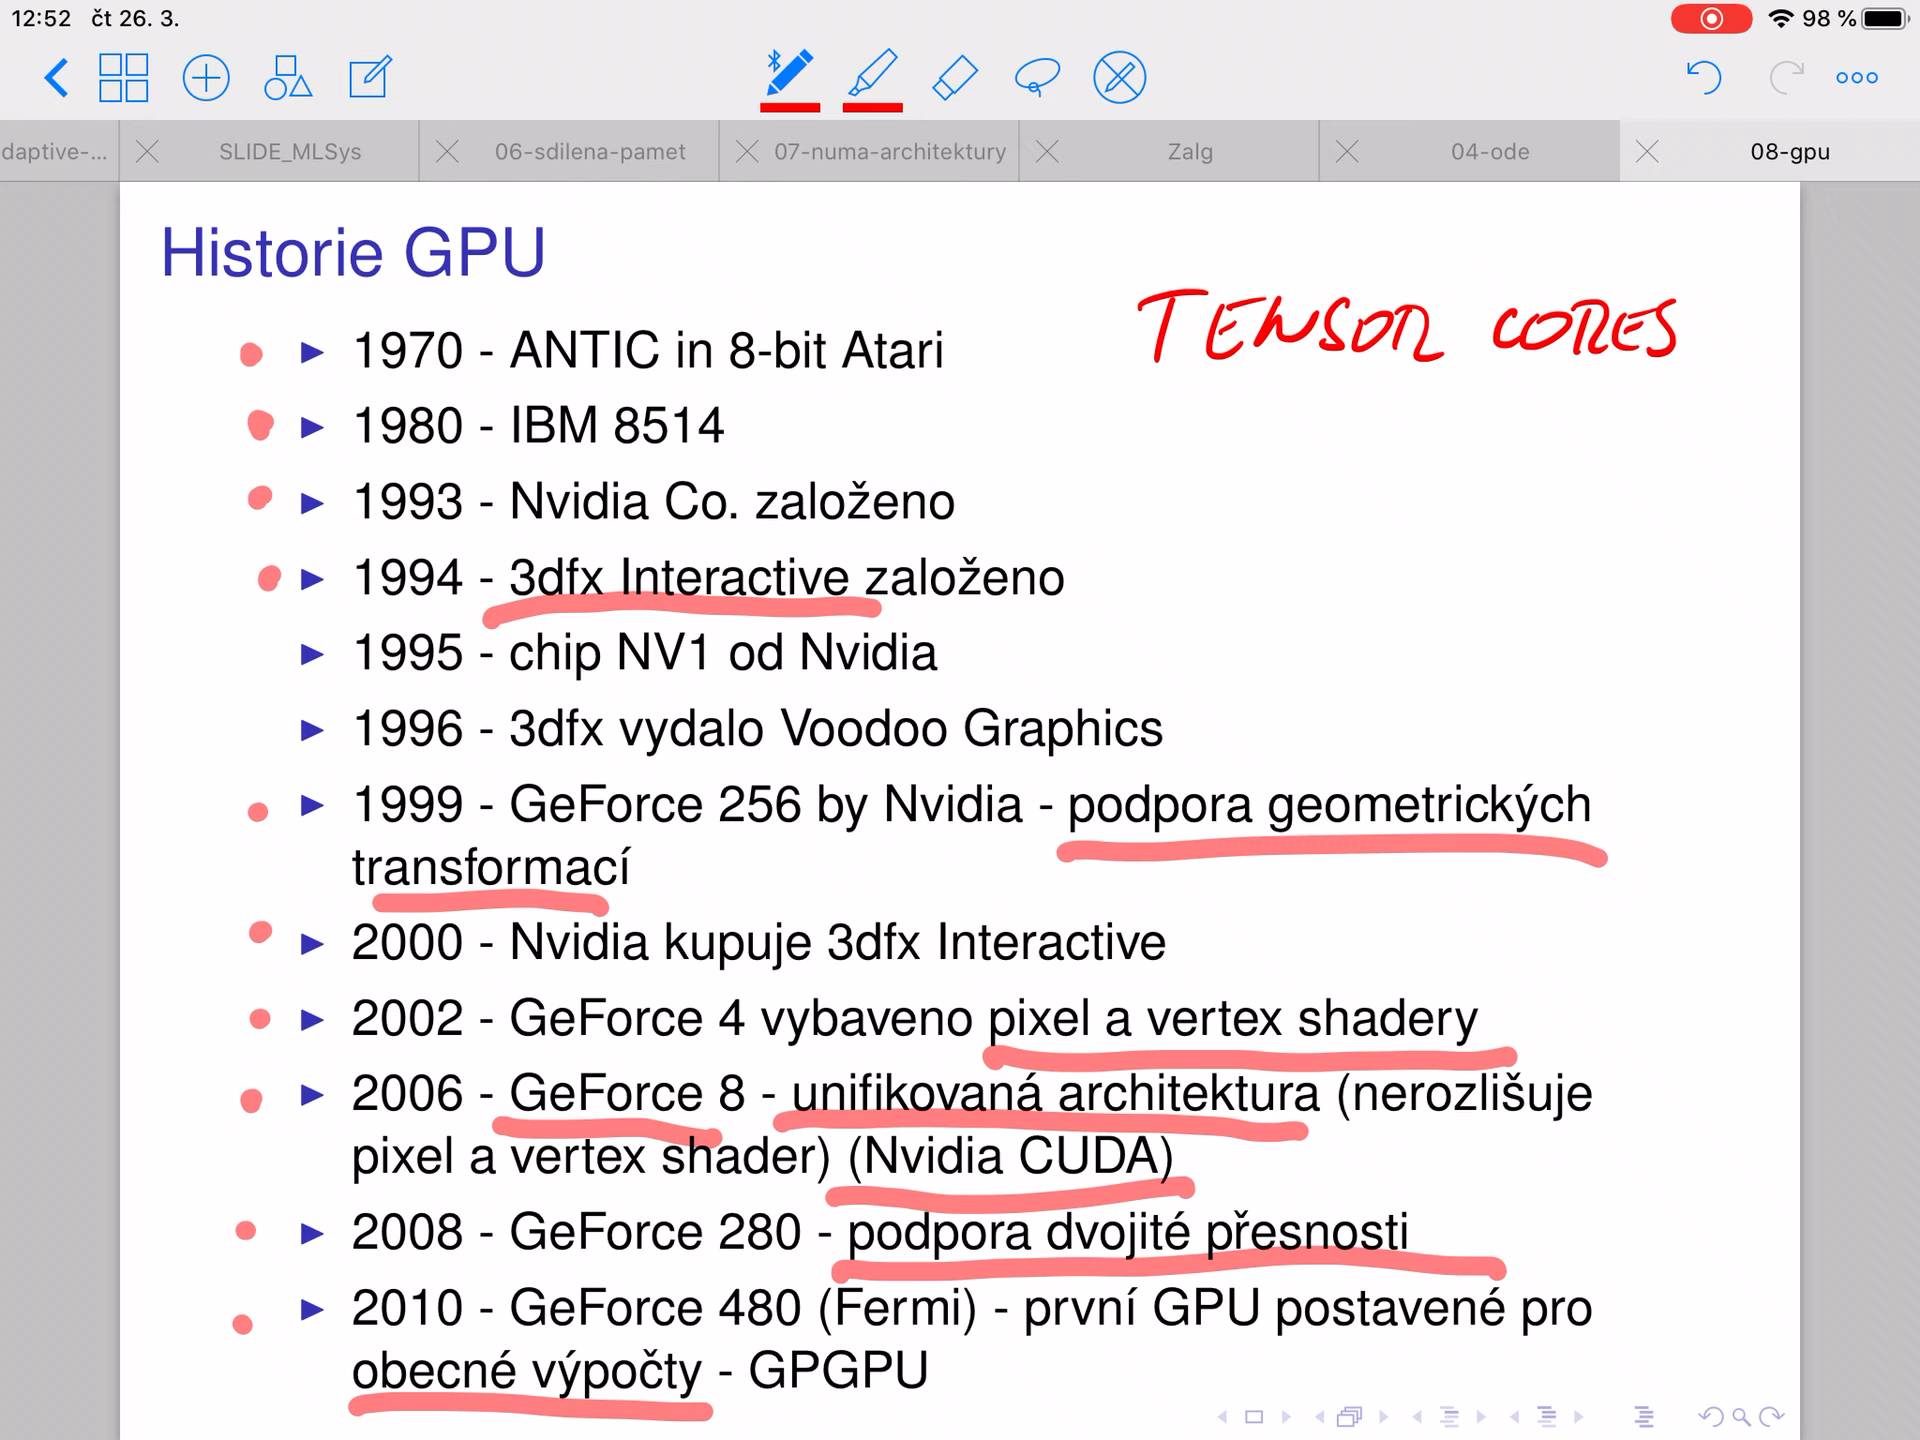 12:52 čt 26. 3.
98 %
daptive-...
SLIDE_MLSys
06-sdilena-pamet
07-numa-architektury
Zalg
04-ode
08-gpu
Historie GPU
TENSOR CORES
1970 - ANTIC in 8-bit Atari
1980 - IBM 8514
1993 - Nvidia Co. založeno
1994 - 3dfx Interactive založeno
1995 - chip NV1 od Nvidia
1996 - 3dfx vydalo Voodoo Graphics
1999 - GeForce 256 by Nvidia - podpora geometrických
transformací
2000 - Nvidia kupuje 3dfx Interactive
2002 - GeForce 4 vybaveno pixel a vertex shadery
2006 - GeForce 8 - unifikovaná architektura (nerozlišuje
pixel a vertex shader) (Nvidia CUDA)
2008 - GeForce 280 - podpora dvojité přesnosti
2010 - GeForce 480 (Fermi) - první GPU postavené pro
obecné výpočty - GPGPU